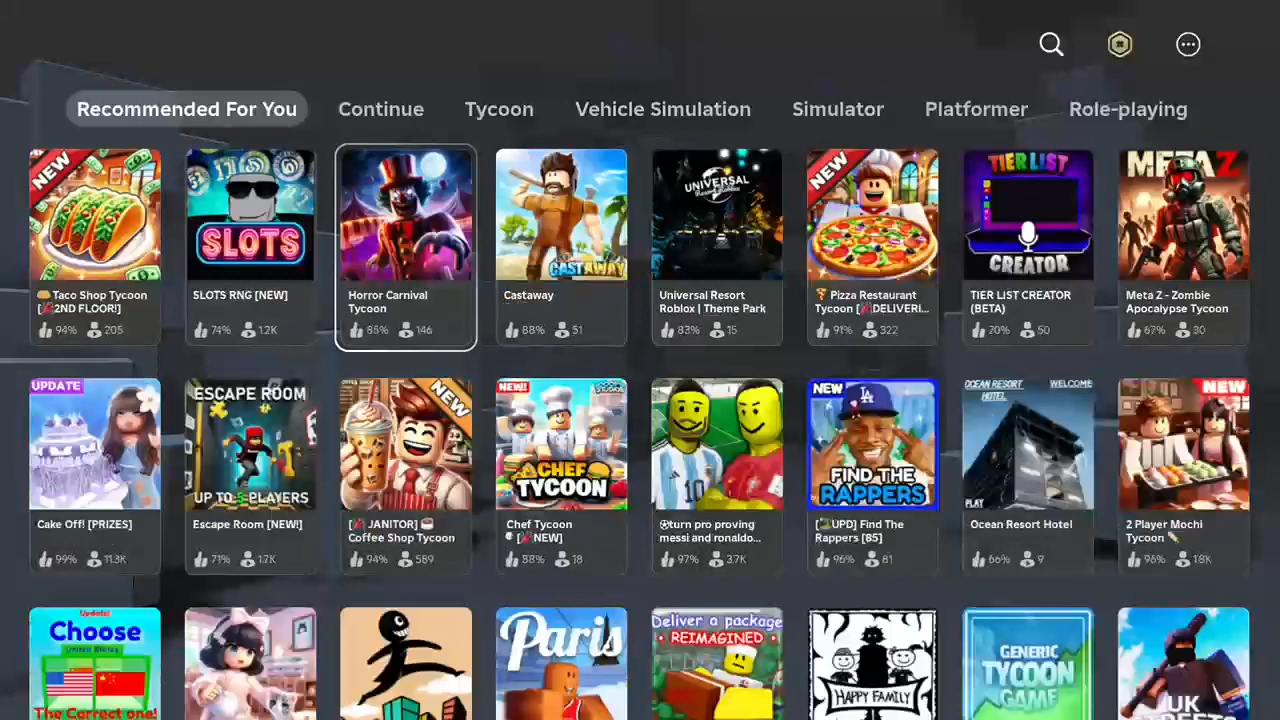 Recommended For You
Continue
Tycoon
Vehicle Simulation
Simulator
Platformer
Role-playing
NEW
SLOTS
CASTAWAY
UNIVERSAL
NEW
TIER LIST
CREATOR
META Z
🌮Taco Shop Tycoon
[🎉2ND FLOOR!]
94% 205
SLOTS RNG [NEW]
74% 1.2K
Horror Carnival
Tycoon
85% 146
Castaway
88% 51
Universal Resort
Roblox | Theme Park
83% 15
🍕 Pizza Restaurant
Tycoon [🎉DELIVERI...
91% 322
TIER LIST CREATOR
(BETA)
70% 50
Meta Z - Zombie
Apocalypse Tycoon
67% 30
UPDATE
ESCAPE ROOM
UP TO 5 PLAYERS
NEW
NEW!
CHEF
TYCOON
10
NEW
LA
FIND THE
RAPPERS
OCEAN RESORT
HOTEL
WELCOME
PLAY
NEW
Cake Off! [PRIZES]
99% 11.3K
Escape Room [NEW!]
71% 1.7K
[🎉 JANITOR] ☕
Coffee Shop Tycoon
94% 589
Chef Tycoon
[🎉NEW]
88% 18
⚽turn pro proving
messi and ronaldo...
97% 3.7K
[UPD] Find The
Rappers [85]
96% 81
Ocean Resort Hotel
66% 9
2 Player Mochi
Tycoon 🍡
96% 1.8K
Update!
Choose
United States
The Correct one!
Paris
Deliver a package
• REIMAGINED •
HAPPY FAMILY
GENERIC
TYCOON
GAME
UK